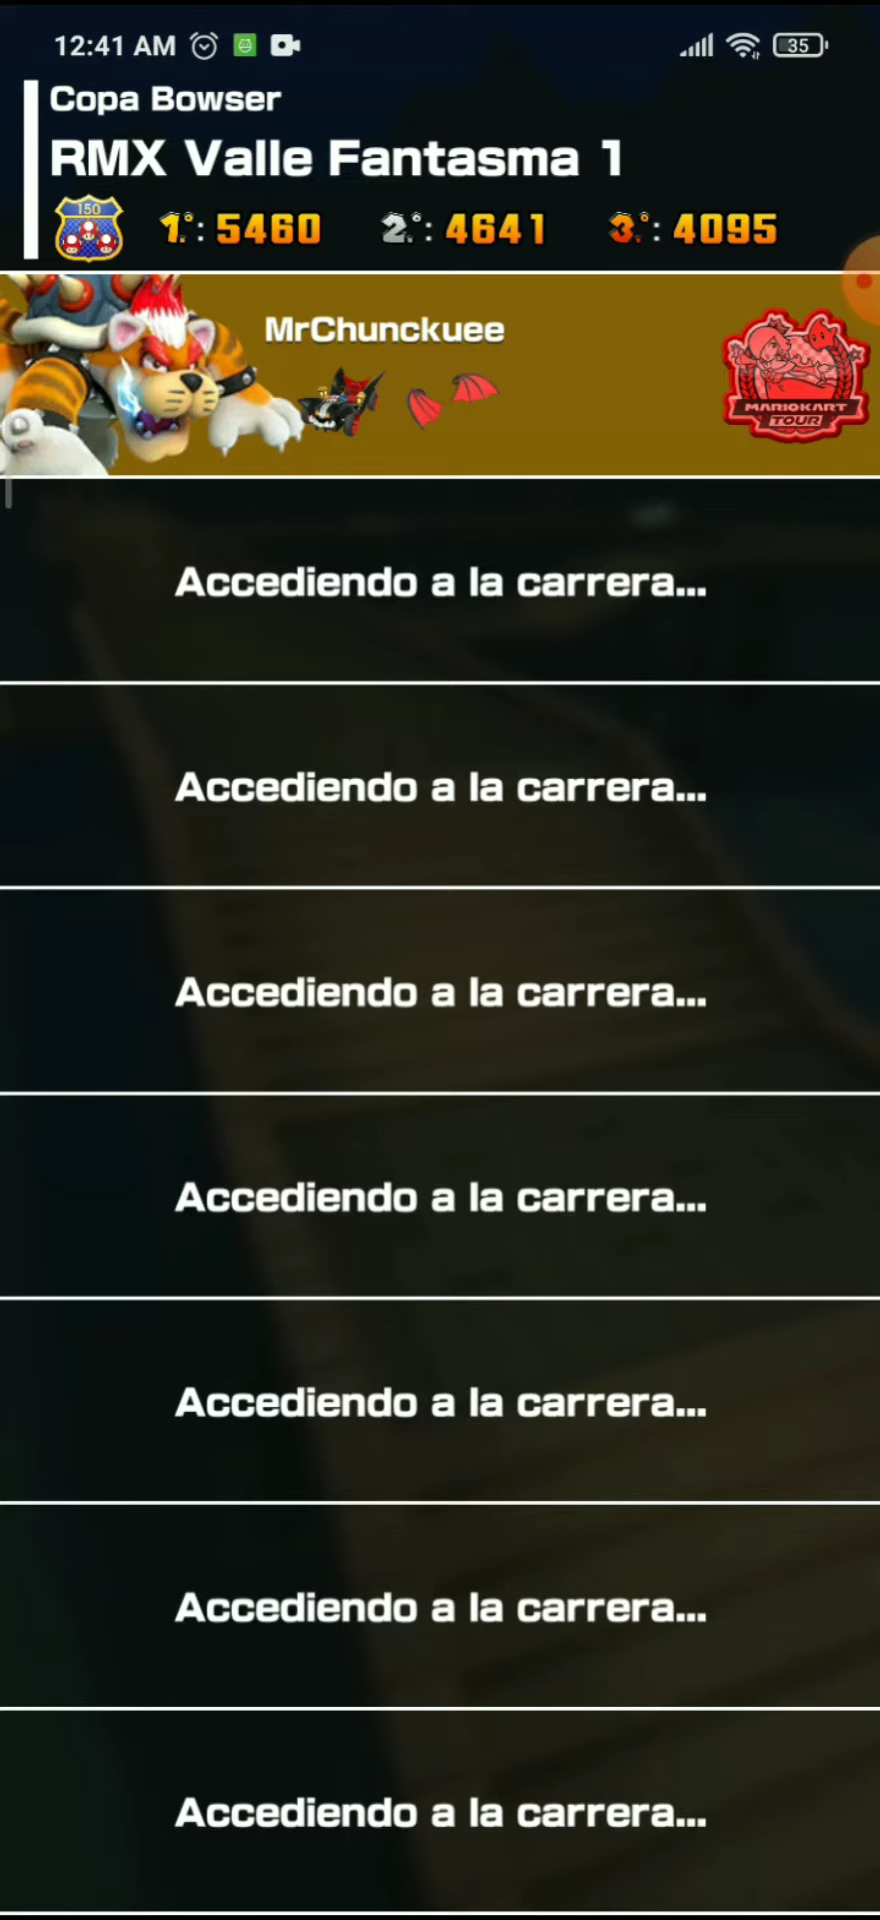 12:41 AM 35
Copa Bowser
RMX Valle Fantasma 1
150 1.°: 5460 2.°: 4641 3.°: 4095
MrChunckuee
MARIOKART
TOUR
Accediendo a la carrera...
Accediendo a la carrera...
Accediendo a la carrera...
Accediendo a la carrera...
Accediendo a la carrera...
Accediendo a la carrera...
Accediendo a la carrera...